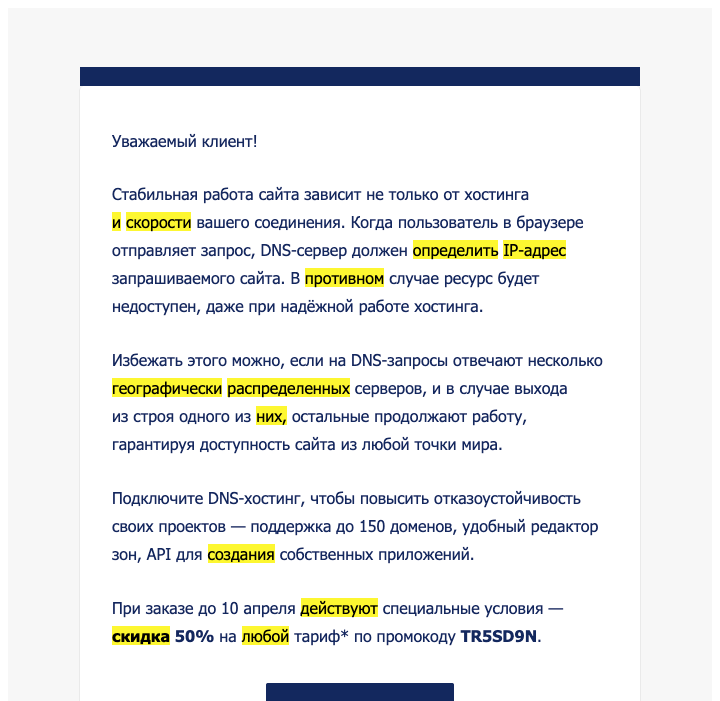 Уважаемый клиент!
Стабильная работа сайта зависит не только от хостинга
и скорости вашего соединения. Когда пользователь в браузере
отправляет запрос, DNS-сервер должен определить IP-адрес
запрашиваемого сайта. В противном случае ресурс будет
недоступен, даже при надёжной работе хостинга.
Избежать этого можно, если на DNS-запросы отвечают несколько
географически распределенных серверов, и в случае выхода
из строя одного из них, остальные продолжают работу,
гарантируя доступность сайта из любой точки мира.
Подключите DNS-хостинг, чтобы повысить отказоустойчивость
своих проектов — поддержка до 150 доменов, удобный редактор
зон, API для создания собственных приложений.
При заказе до 10 апреля действуют специальные условия —
скидка 50% на любой тариф* по промокоду TR5SD9N.